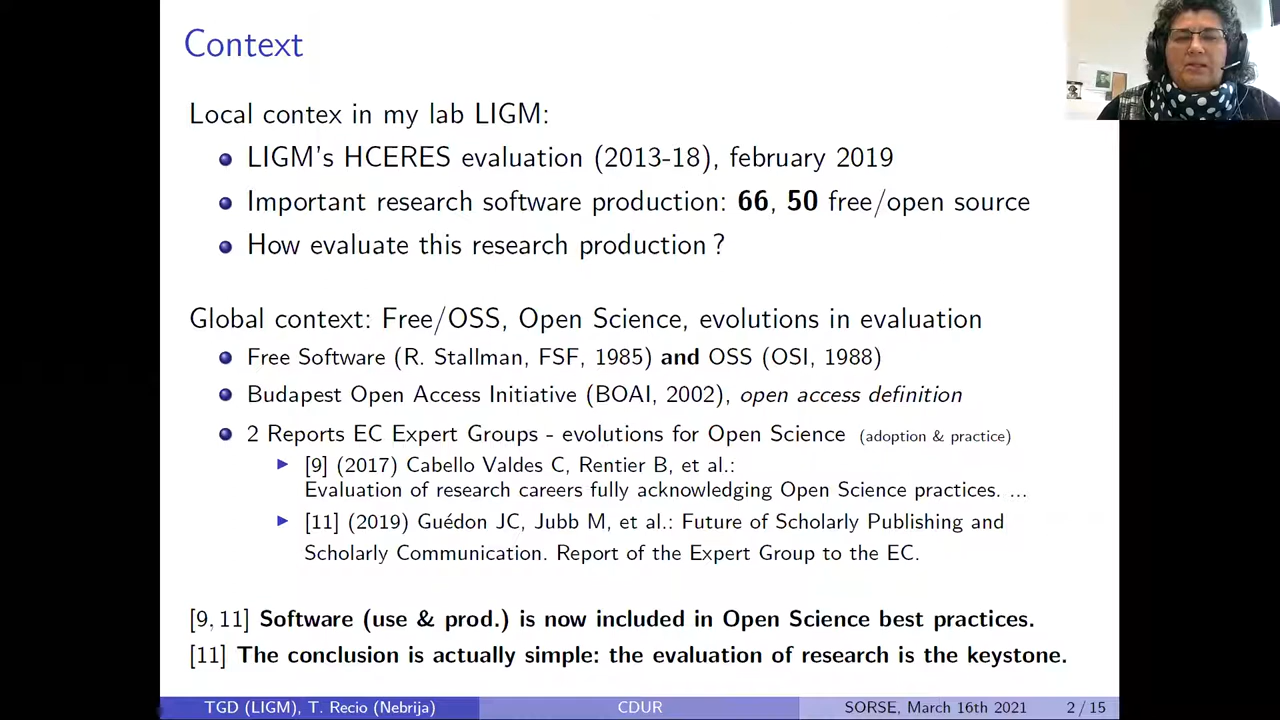 Context
Local contex in my lab LIGM:
LIGM's HCERES evaluation (2013-18), february 2019
Important research software production: 66, 50 free/open source
How evaluate this research production ?
Global context: Free/OSS, Open Science, evolutions in evaluation
Free Software (R. Stallman, FSF, 1985) and OSS (OSI, 1988)
Budapest Open Access Initiative (BOAI, 2002), open access definition
2 Reports EC Expert Groups - evolutions for Open Science (adoption & practice)
[9] (2017) Cabello Valdes C, Rentier B, et al.:
Evaluation of research careers fully acknowledging Open Science practices. ...
[11] (2019) Guédon JC, Jubb M, et al.: Future of Scholarly Publishing and
Scholarly Communication. Report of the Expert Group to the EC.
[9, 11] Software (use & prod.) is now included in Open Science best practices.
[11] The conclusion is actually simple: the evaluation of research is the keystone.
TGD (LIGM), T. Recio (Nebrija) CDUR SORSE, March 16th 2021 2 / 15